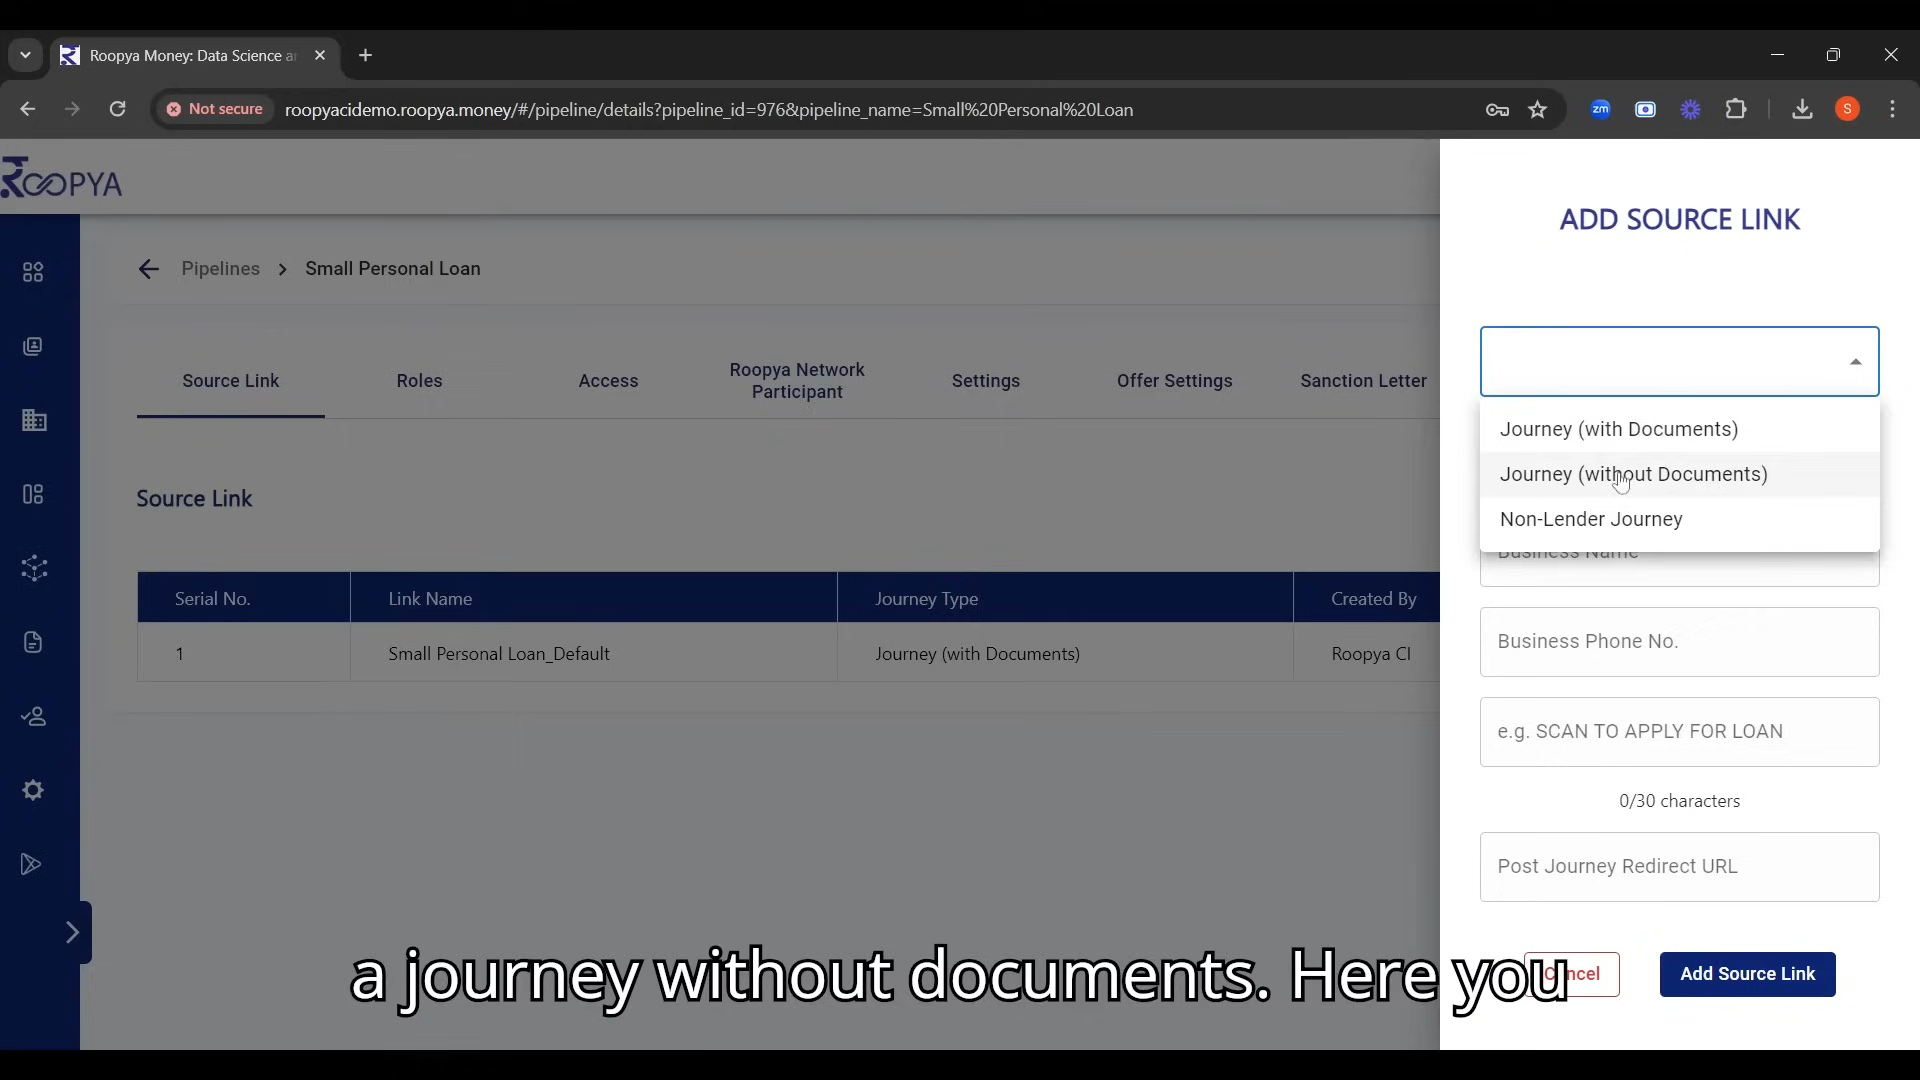 Roopya Money: Data Science a
Not secure
roopyacidemo.roopya.money/#/pipeline/details?pipeline_id=976&pipeline_name=Small%20Personal%20Loan
zm
S
ROOPYA
Pipelines > Small Personal Loan
Source Link
Roles
Access
Roopya Network
Participant
Settings
Offer Settings
Sanction Letter
Source Link
Serial No. Link Name Journey Type Created By
1 Small Personal Loan_Default Journey (with Documents) Roopya CI
ADD SOURCE LINK
Journey (with Documents)
Journey (without Documents)
Non-Lender Journey
Business Name
Business Phone No.
e.g. SCAN TO APPLY FOR LOAN
0/30 characters
Post Journey Redirect URL
Cancel
Add Source Link
a journey without documents. Here you